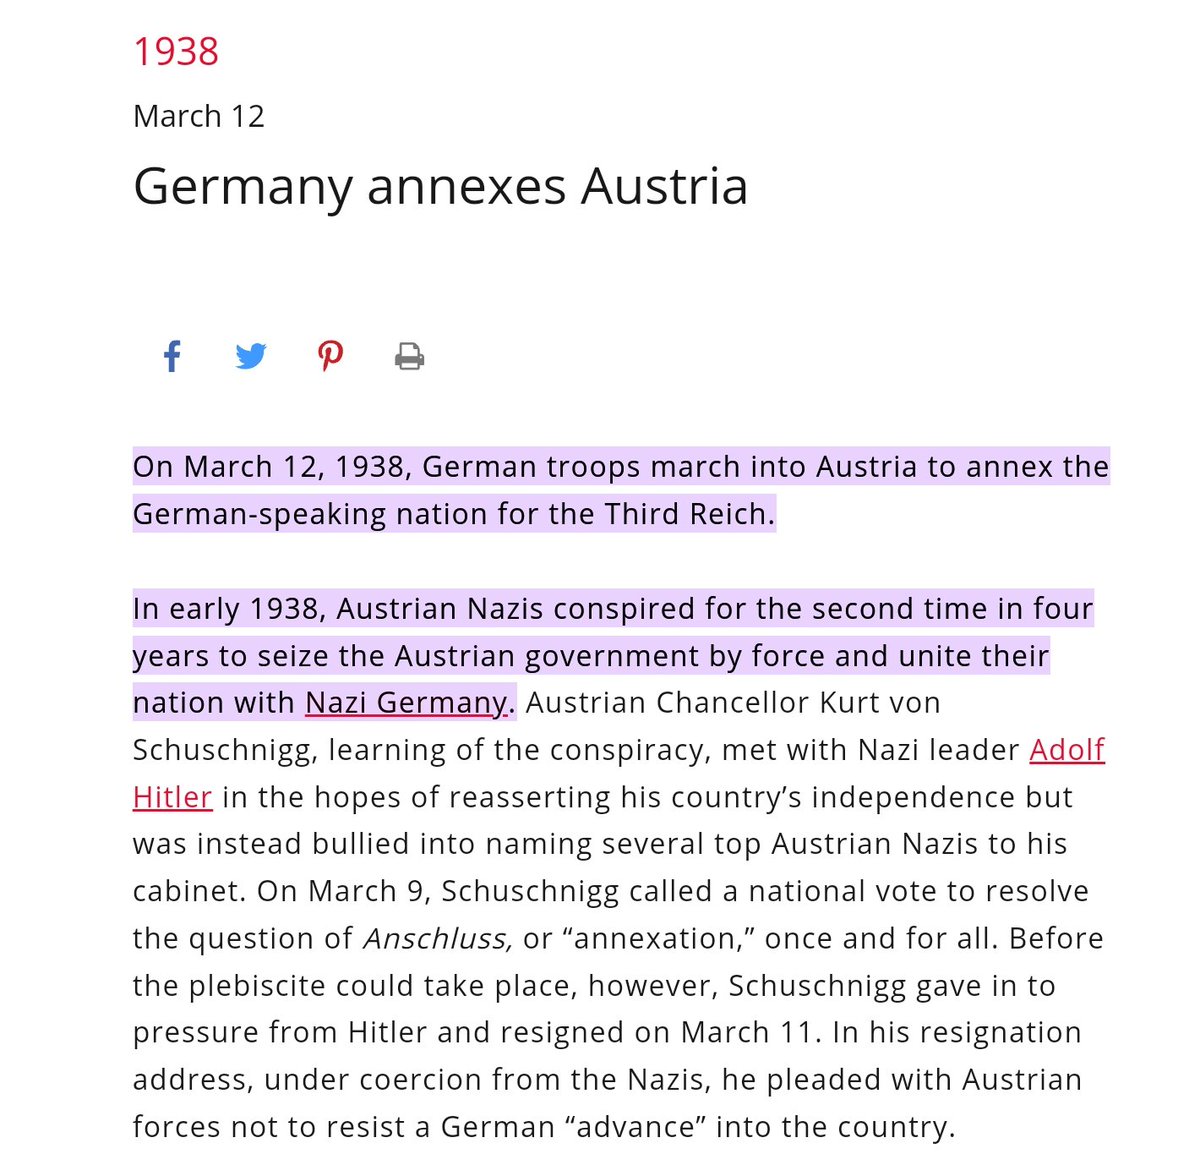 1938
March 12
Germany annexes Austria
On March 12, 1938, German troops march into Austria to annex the
German-speaking nation for the Third Reich.
In early 1938, Austrian Nazis conspired for the second time in four
years to seize the Austrian government by force and unite their
nation with Nazi Germany. Austrian Chancellor Kurt von
Schuschnigg, learning of the conspiracy, met with Nazi leader Adolf
Hitler in the hopes of reasserting his country’s independence but
was instead bullied into naming several top Austrian Nazis to his
cabinet. On March 9, Schuschnigg called a national vote to resolve
the question of Anschluss, or “annexation,” once and for all. Before
the plebiscite could take place, however, Schuschnigg gave in to
pressure from Hitler and resigned on March 11. In his resignation
address, under coercion from the Nazis, he pleaded with Austrian
forces not to resist a German “advance” into the country.